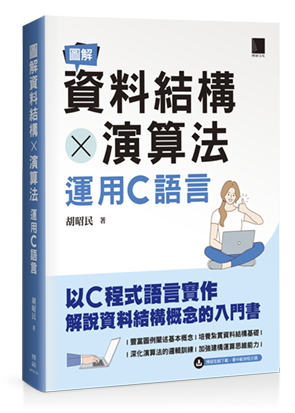 圖解
資料結構
×演算法
運用C語言
胡昭民 著
以C程式語言實作
解說資料結構概念的入門書
豐富圖例闡述基本概念 培養紮實資料結構基礎
深化演算法的邏輯訓練 加強建構運算思維能力
圖解資料結構×演算法 運用C語言
胡昭民 著
博碩文化